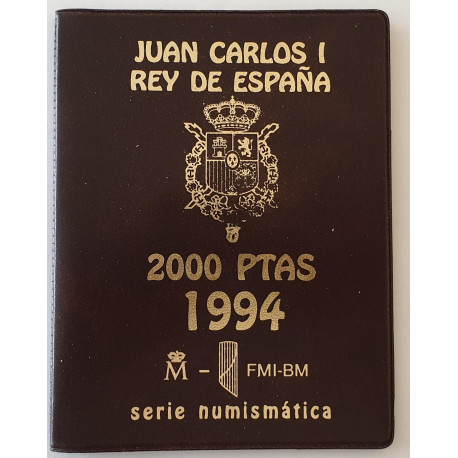 JUAN CARLOS I
REY DE ESPAÑA
2000 PTAS
1994
M - FMI-BM
serie numismática